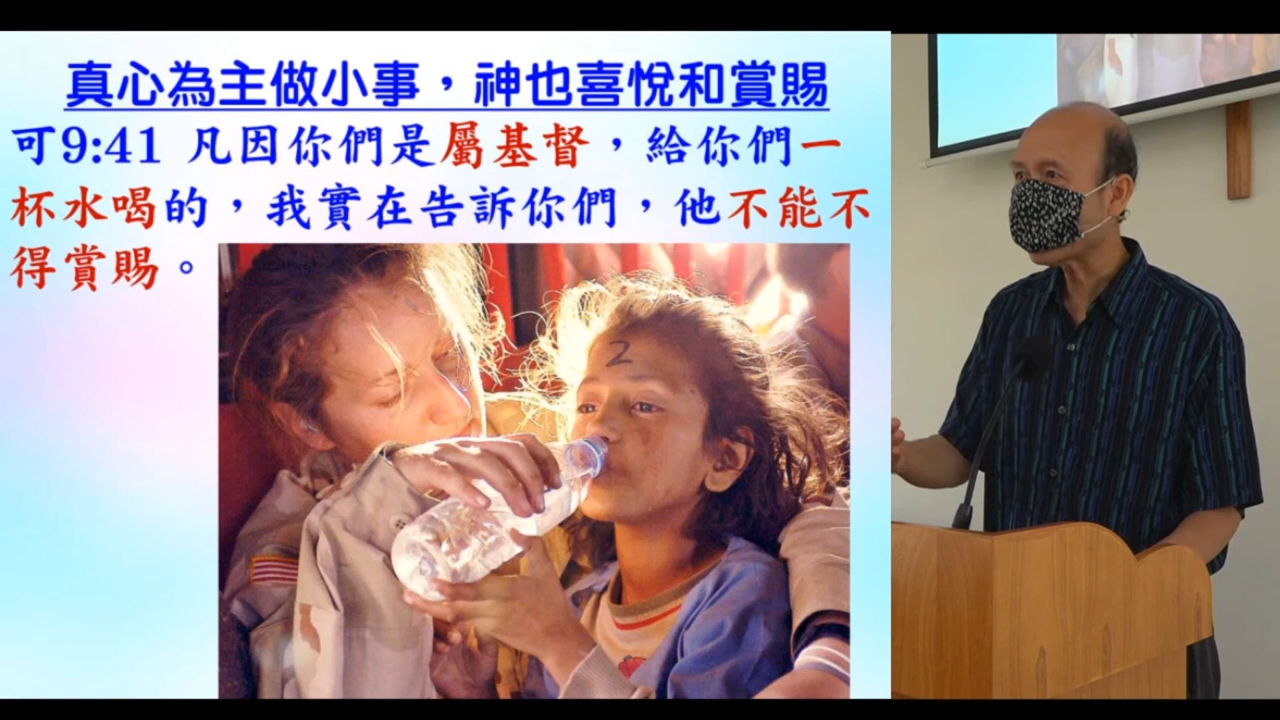 真心為主做小事，神也喜悅和賞賜
可9:41 凡因你們是屬基督，給你們一
杯水喝的，我實在告訴你們，他不能不
得賞賜。
2